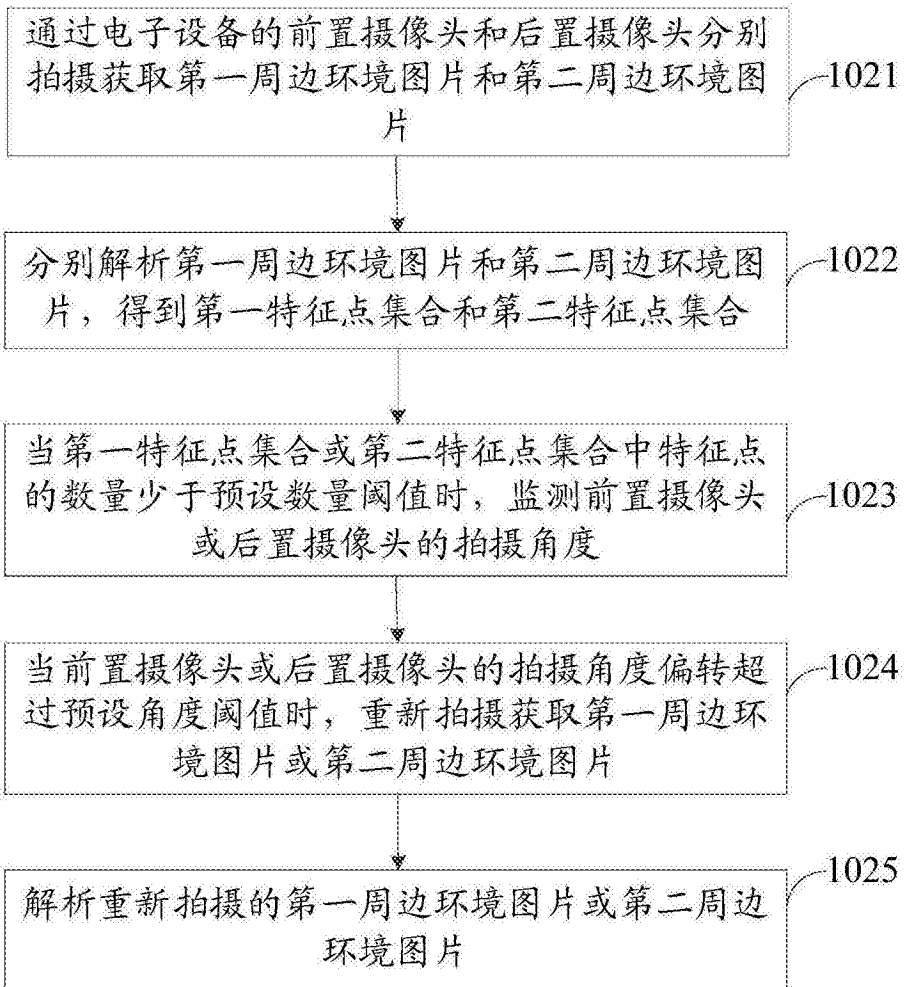 通过电子设备的前置摄像头和后置摄像头分别
拍摄获取第一周边环境图片和第二周边环境图
片
1021
分别解析第一周边环境图片和第二周边环境图
片，得到第一特征点集合和第二特征点集合
1022
当第一特征点集合或第二特征点集合中特征点
的数量少于预设数量阈值时，监测前置摄像头
或后置摄像头的拍摄角度
1023
当前置摄像头或后置摄像头的拍摄角度偏转超
过预设角度阈值时，重新拍摄获取第一周边环
境图片或第二周边环境图片
1024
解析重新拍摄的第一周边环境图片或第二周边
环境图片
1025